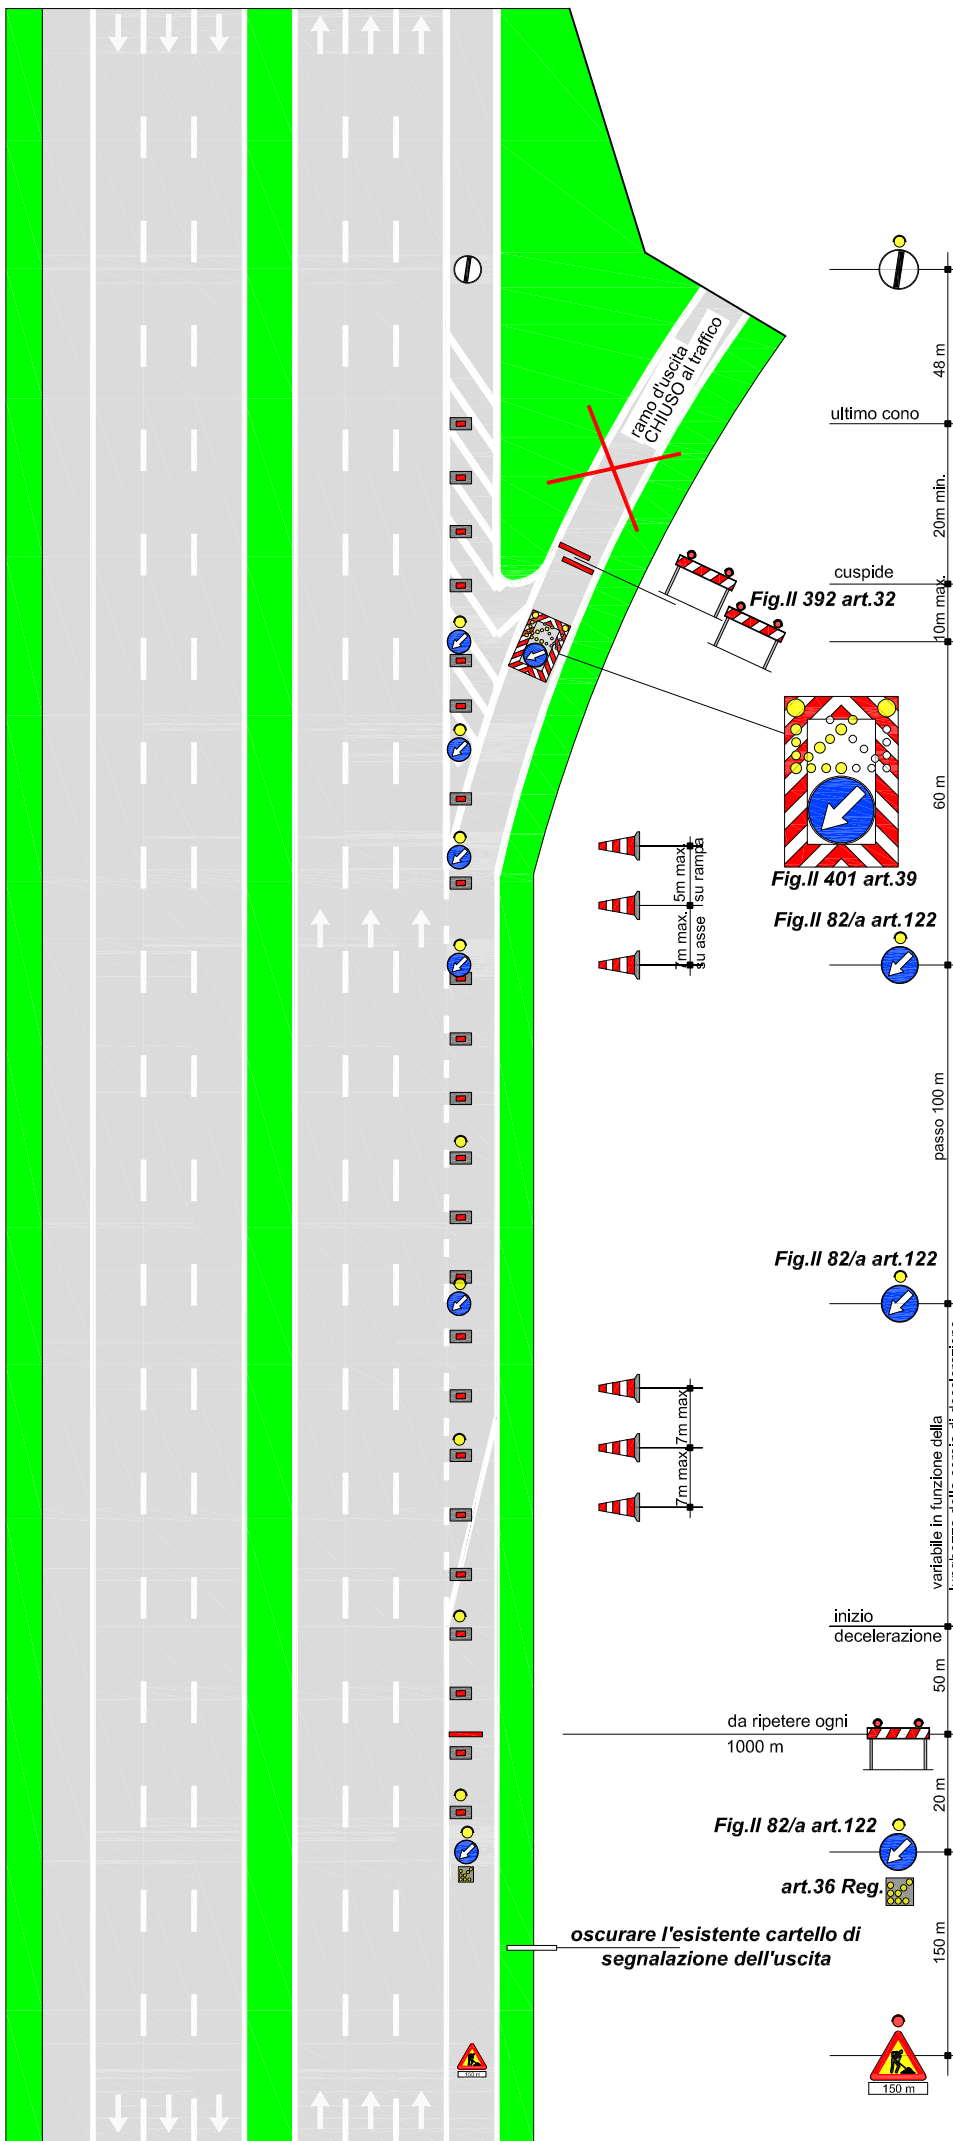 ramo d'uscita
CHIUSO al traffico
48 m
ultimo cono
20m min.
cuspide
10m max.
Fig.II 392 art.32
60 m
Fig.II 401 art.39
5m max.
su rampa
7m max.
su asse
Fig.II 82/a art.122
passo 100 m
Fig.II 82/a art.122
7m max.
7m max.
variabile in funzione della
inizio
decelerazione
50 m
da ripetere ogni
1000 m
20 m
Fig.II 82/a art.122
art.36 Reg.
oscurare l'esistente cartello di
segnalazione dell'uscita
150 m
150 m
150 m